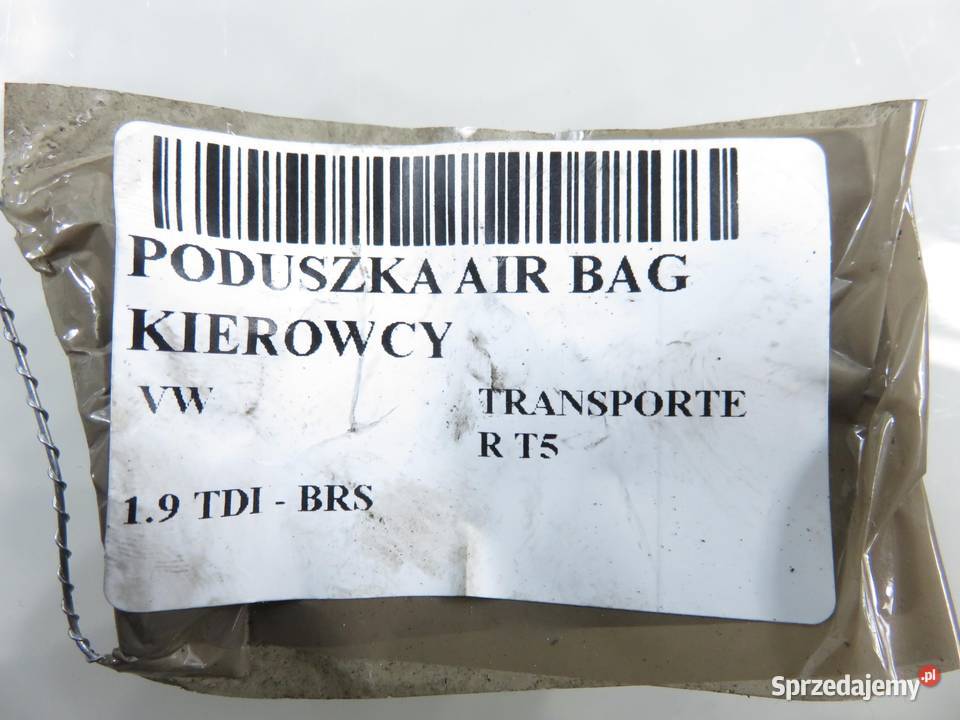 PODUSZKA AIR BAG
KIEROWCY
VW
TRANSPORTE
R T5
1.9 TDI - BRS
Sprzedajemy.pl